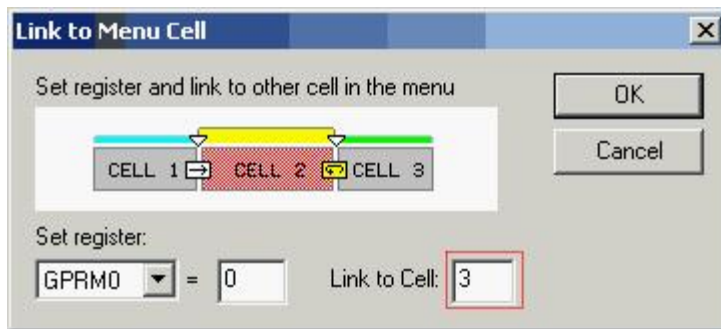 Link to Menu Cell
Set register and link to other cell in the menu
OK
CELL 1 CELL 2 CELL 3
Cancel
Set register:
GPRM0 = 0 Link to Cell: 3